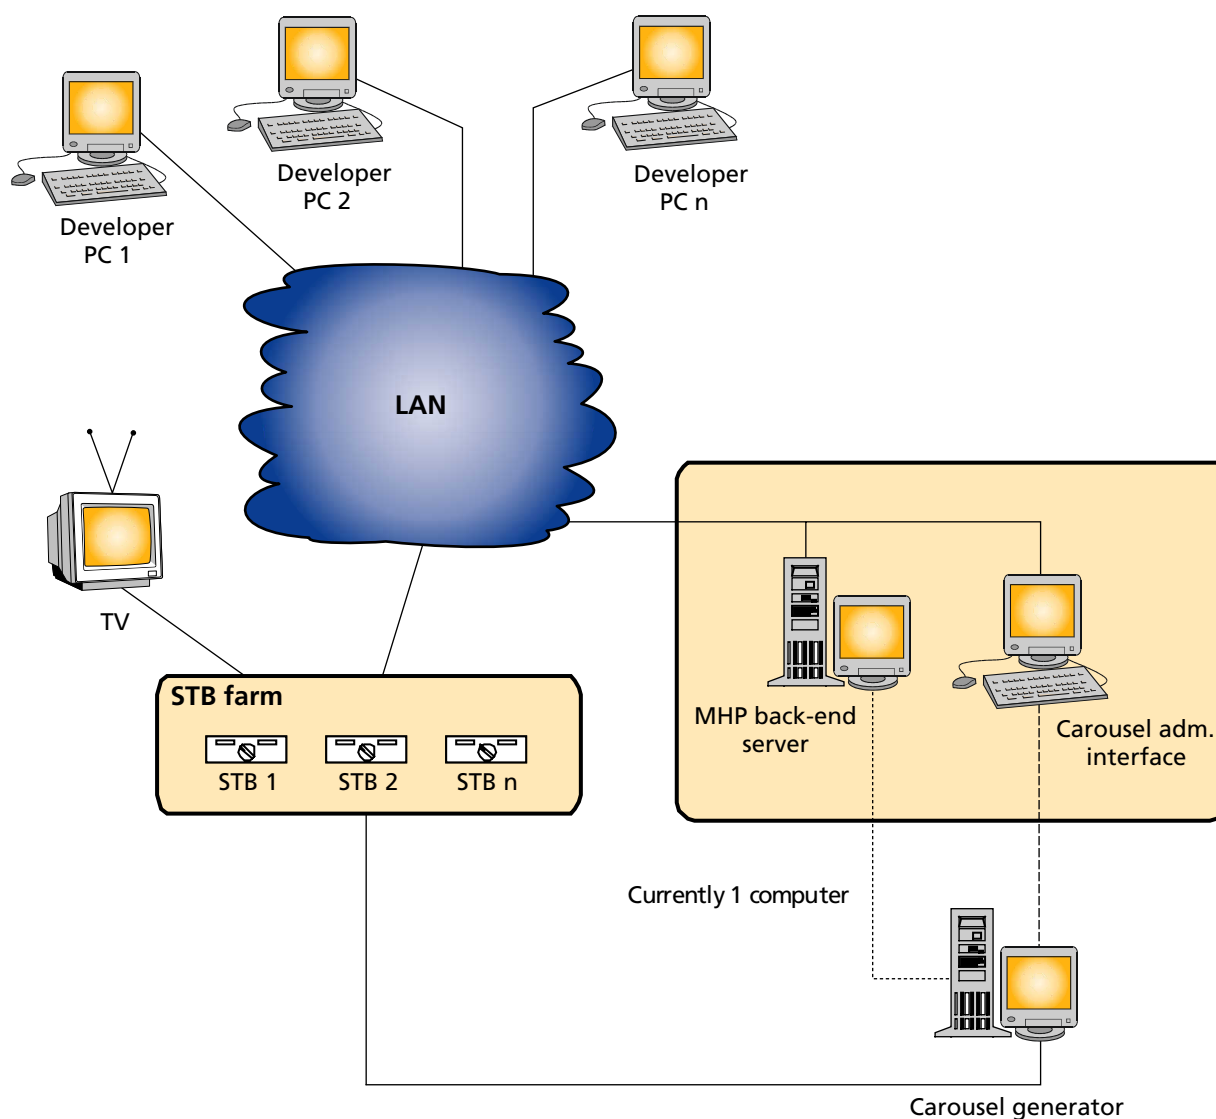 Developer
PC 1
Developer
PC 2
Developer
PC n
LAN
TV
STB farm
STB 1
STB 2
STB n
MHP back-end
server
Carousel adm.
interface
Currently 1 computer
Carousel generator